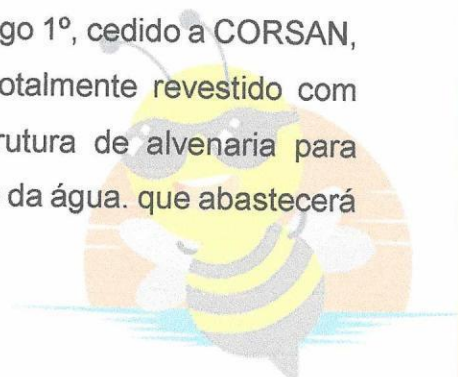 go 1º, cedido a CORSAN,
otalmente revestido com
rutura de alvenaria para
da água. que abastecerá